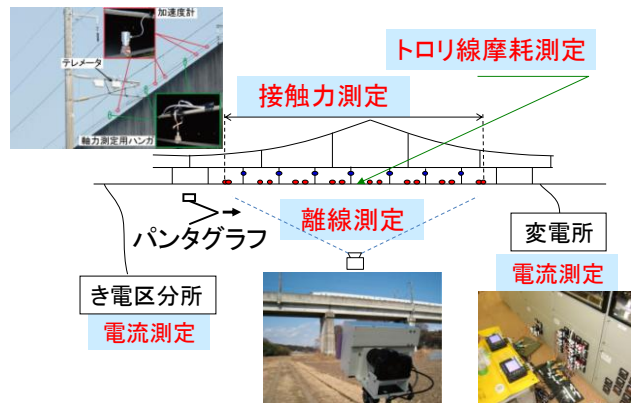 加速度計
テレメータ
軸力測定用ハンガ
トロリ線摩耗測定
接触力測定
離線測定
パンタグラフ
変電所
電流測定
き電区分所
電流測定